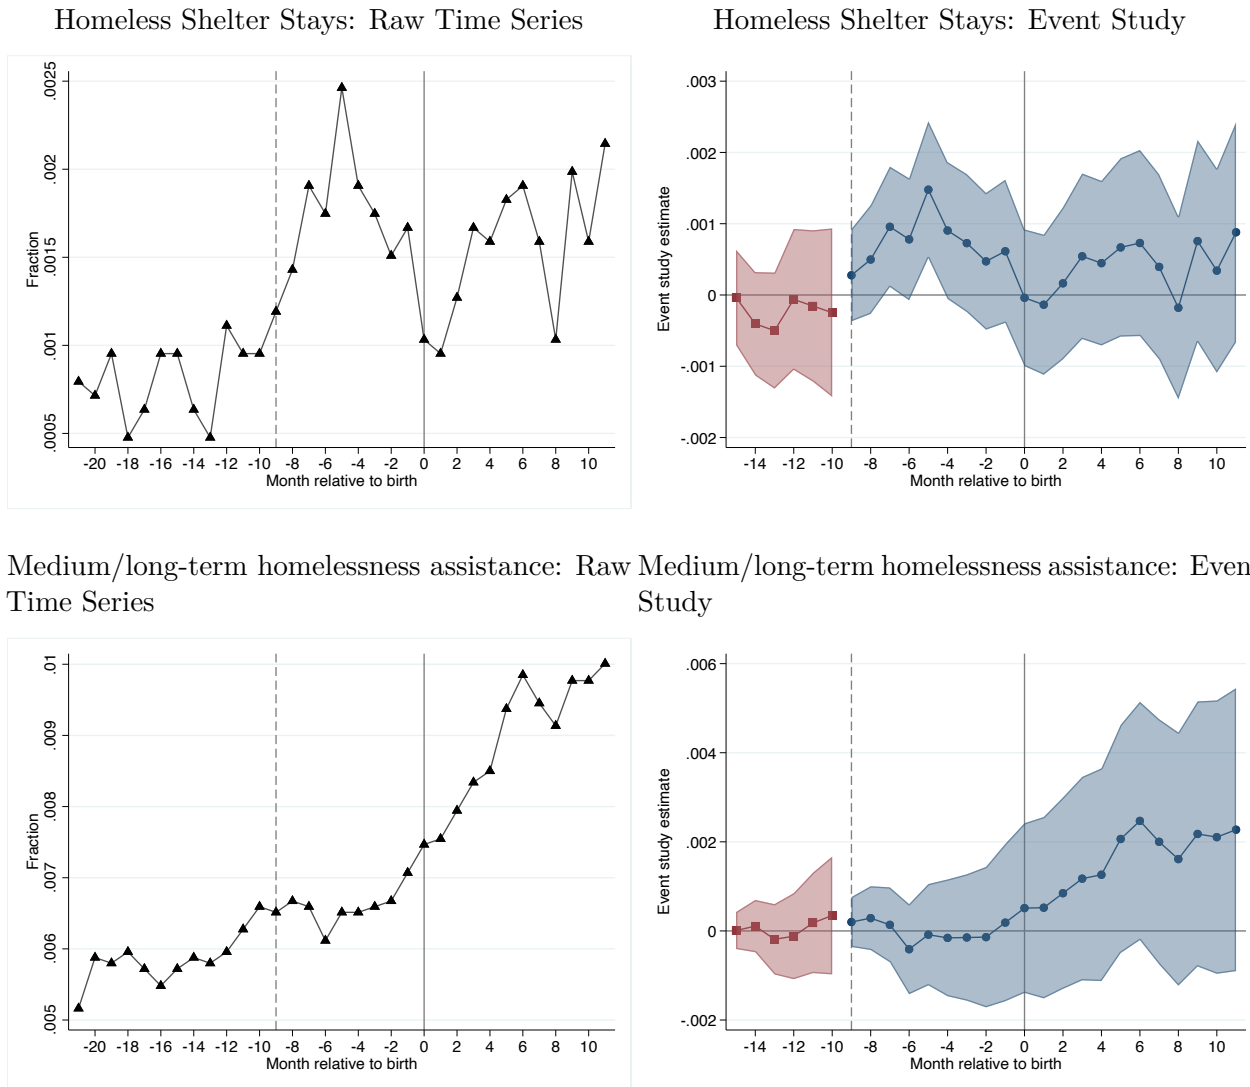 Homeless Shelter Stays: Raw Time Series
Homeless Shelter Stays: Event Study
Fraction
.0025
.002
.0015
.001
.0005
-20 -18 -16 -14 -12 -10 -8 -6 -4 -2 0 2 4 6 8 10
Month relative to birth
Event study estimate
.003
.002
.001
0
-.001
-.002
-14 -12 -10 -8 -6 -4 -2 0 2 4 6 8 10
Month relative to birth
Medium/long-term homelessness assistance: Raw
Time Series
Medium/long-term homelessness assistance: Even
Study
Fraction
.01
.009
.008
.007
.006
.005
-20 -18 -16 -14 -12 -10 -8 -6 -4 -2 0 2 4 6 8 10
Month relative to birth
Event study estimate
.006
.004
.002
0
-.002
-14 -12 -10 -8 -6 -4 -2 0 2 4 6 8 10
Month relative to birth